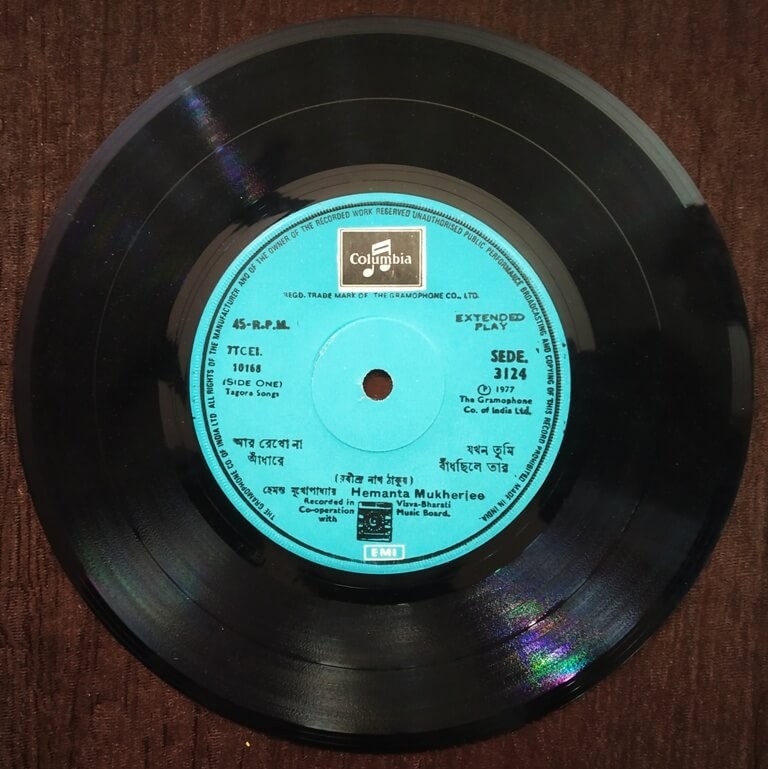 THE GRAMOPHONE CO. OF INDIA LTD. ALL RIGHTS OF THE MANUFACTURER AND OF THE OWNER OF THE RECORDED WORK RESERVED UNAUTHORISED PUBLIC PERFORMANCE BROADCASTING AND COPYING OF THIS RECORD PROHIBITED MADE IN INDIA.
Columbia
REGD. TRADE MARK OF THE GRAMOPHONE CO., LTD.
45-R.P.M.
EXTENDED PLAY
7TCEI. 10168
(SIDE ONE)
Tagore Songs
SEDE. 3124
Ⓟ 1977
The Gramophone
Co. of India Ltd.
আর রেখো না
আঁধারে
যখন তুমি
বাঁধছিলে তার
(রবীন্দ্র নাথ ঠাকুর)
হেমন্ত মুখোপাধ্যায় Hemanta Mukherjee
Recorded in Visva-Bharati
Co-operation Music Board.
with
EMI